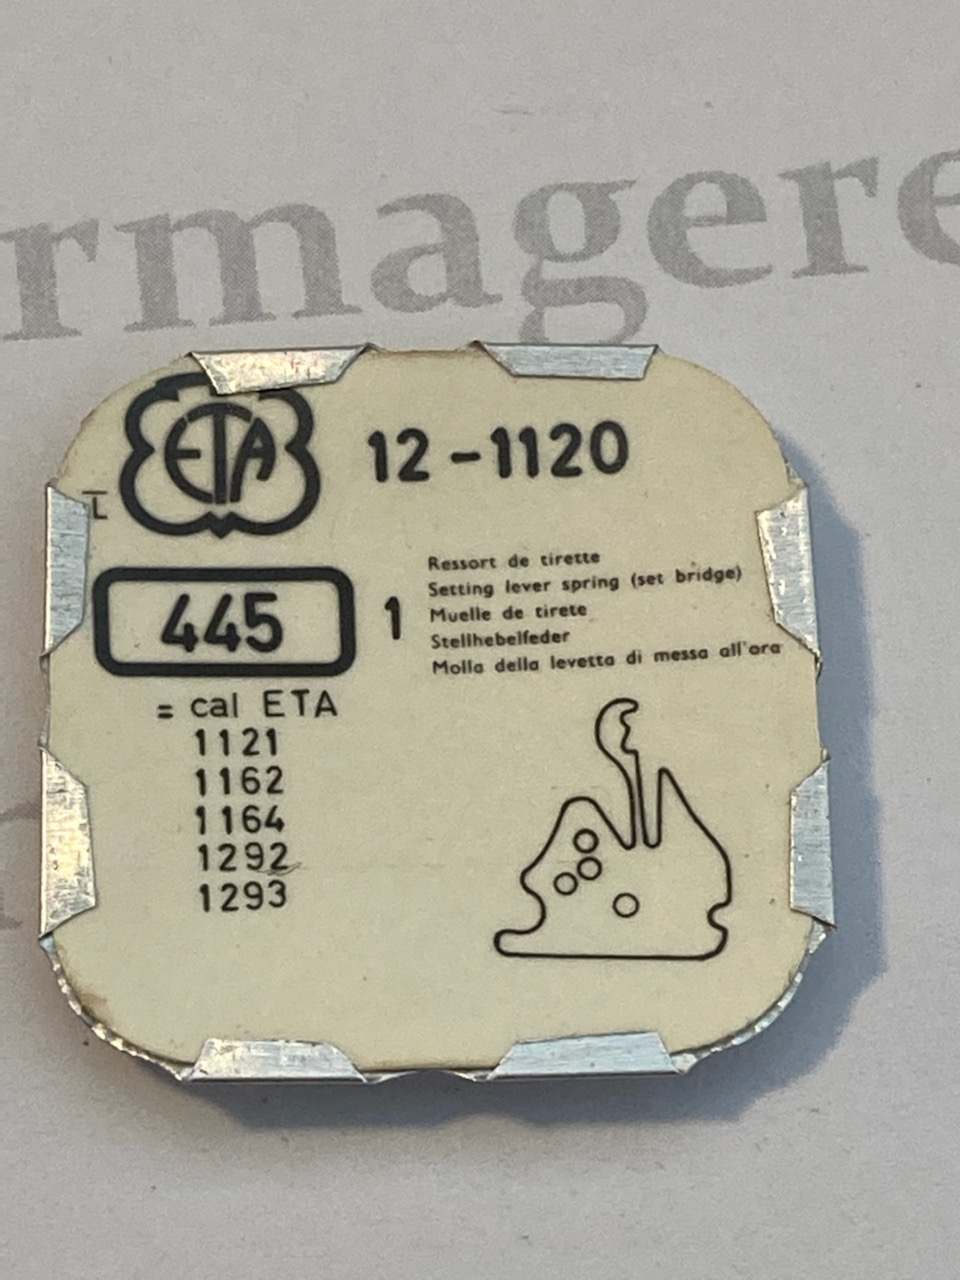 rmagere
ETA
12-1120
L
445
1
Ressort de tirette
Setting lever spring (set bridge)
Muelle de tirete
Stellhebelfeder
Molla della levetta di messa all'ora
= cal ETA
1121
1162
1164
1292
1293